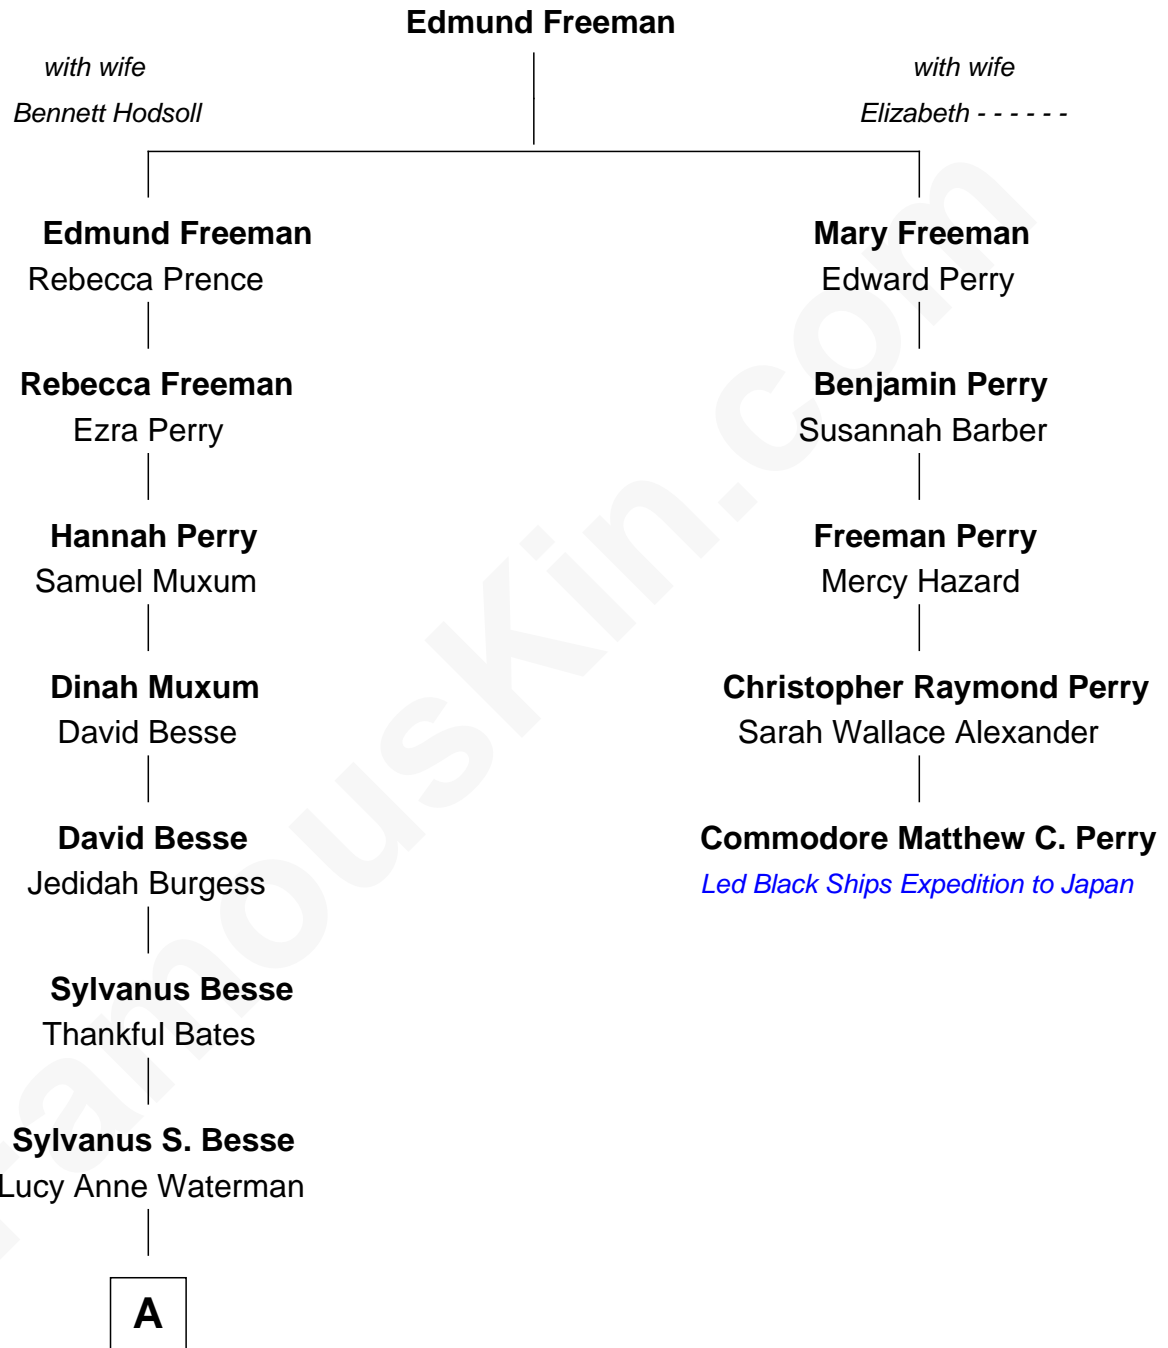 Edmund Freeman
with wife
Bennett Hodsoll
with wife
Elizabeth - - - - - -
Edmund Freeman
Rebecca Prence
Mary Freeman
Edward Perry
Rebecca Freeman
Ezra Perry
Benjamin Perry
Susannah Barber
Hannah Perry
Samuel Muxum
Freeman Perry
Mercy Hazard
Dinah Muxum
David Besse
Christopher Raymond Perry
Sarah Wallace Alexander
David Besse
Jedidah Burgess
Commodore Matthew C. Perry
Led Black Ships Expedition to Japan
Sylvanus Besse
Thankful Bates
Sylvanus S. Besse
Lucy Anne Waterman
A
FamousKin.com